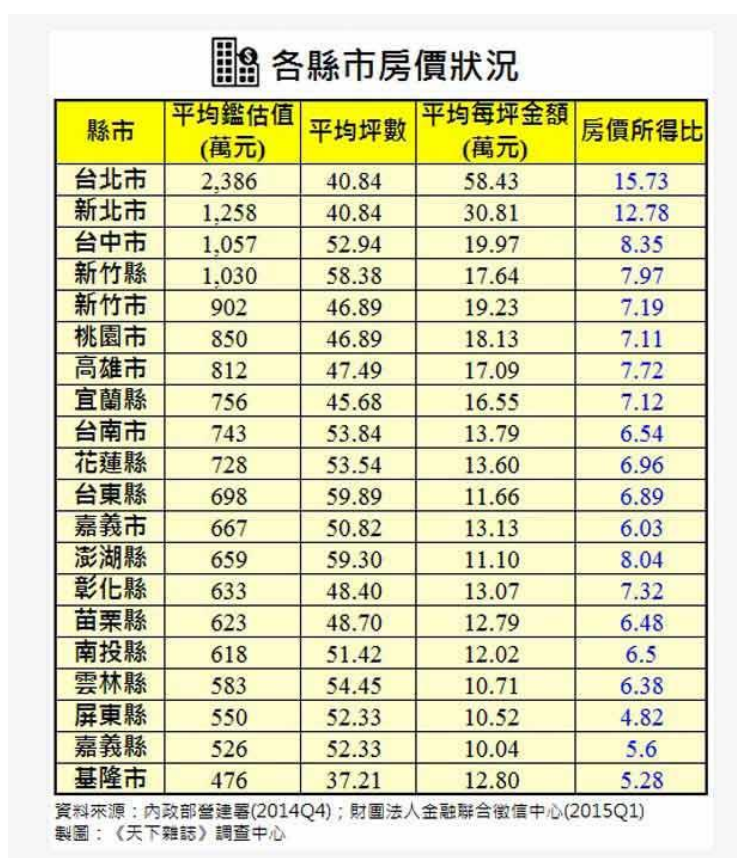 各縣市房價狀況
縣市 平均鑑估值(萬元) 平均坪數 平均每坪金額(萬元) 房價所得比
台北市 2,386 40.84 58.43 15.73
新北市 1,258 40.84 30.81 12.78
台中市 1,057 52.94 19.97 8.35
新竹縣 1,030 58.38 17.64 7.97
新竹市 902 46.89 19.23 7.19
桃園市 850 46.89 18.13 7.11
高雄市 812 47.49 17.09 7.72
宜蘭縣 756 45.68 16.55 7.12
台南市 743 53.84 13.79 6.54
花蓮縣 728 53.54 13.60 6.96
台東縣 698 59.89 11.66 6.89
嘉義市 667 50.82 13.13 6.03
澎湖縣 659 59.30 11.10 8.04
彰化縣 633 48.40 13.07 7.32
苗栗縣 623 48.70 12.79 6.48
南投縣 618 51.42 12.02 6.5
雲林縣 583 54.45 10.71 6.38
屏東縣 550 52.33 10.52 4.82
嘉義縣 526 52.33 10.04 5.6
基隆市 476 37.21 12.80 5.28
資料來源：內政部營建署(2014Q4)；財團法人金融聯合徵信中心(2015Q1)
製圖：《天下雜誌》調查中心